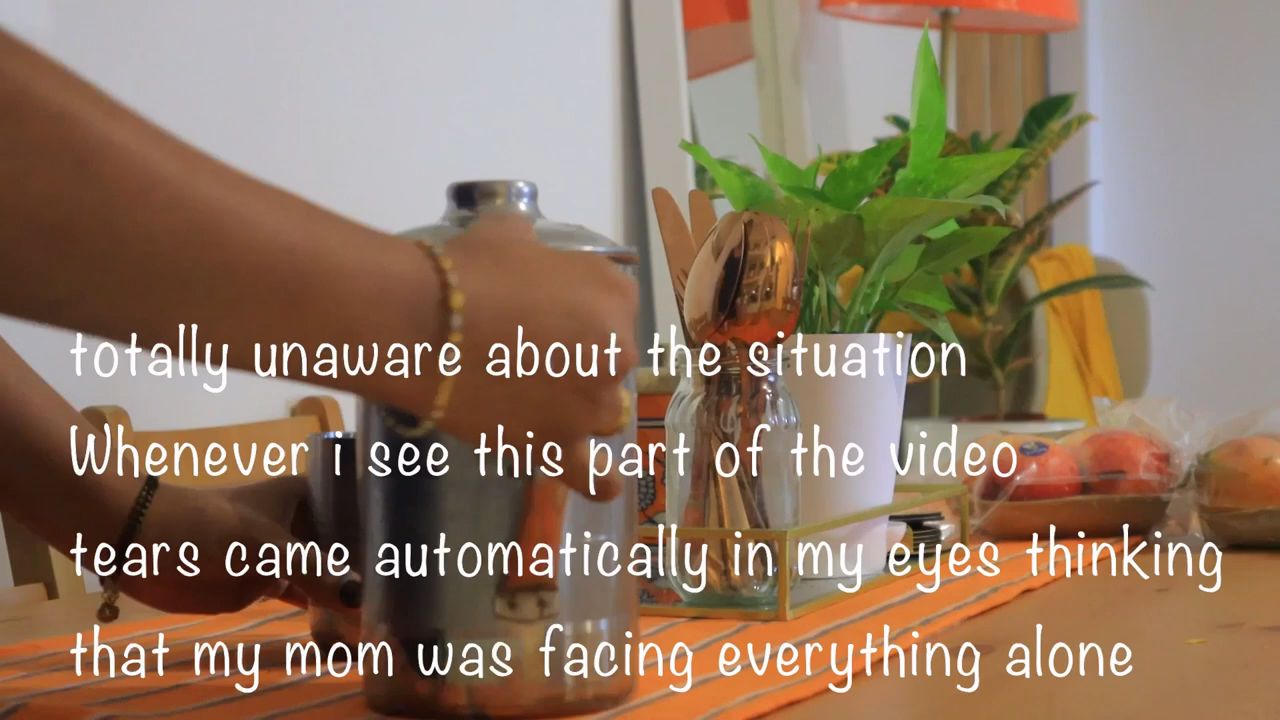 totally unaware about the situation
Whenever i see this part of the video
tears came automatically in my eyes thinking
that my mom was facing everything alone